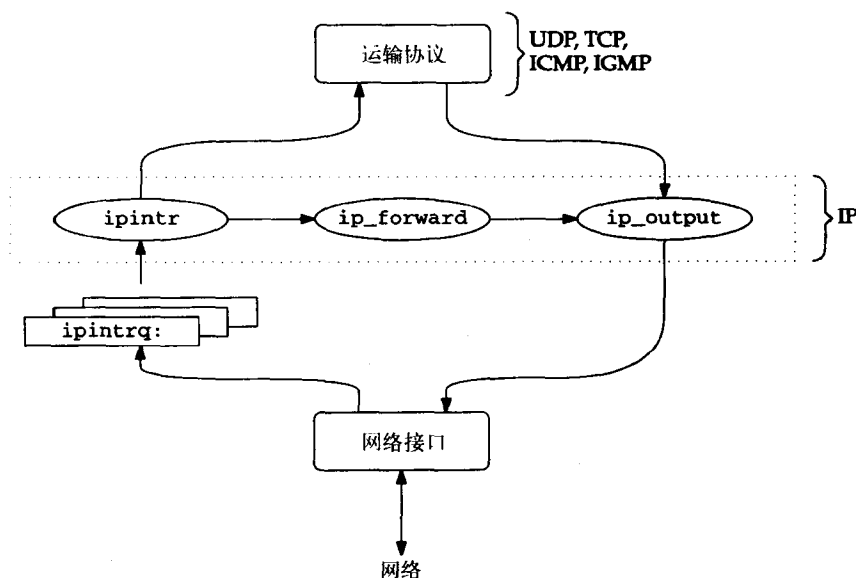 运输协议
UDP, TCP,
ICMP, IGMP
ipintr
ip_forward
ip_output
IP
ipintrq:
网络接口
网络